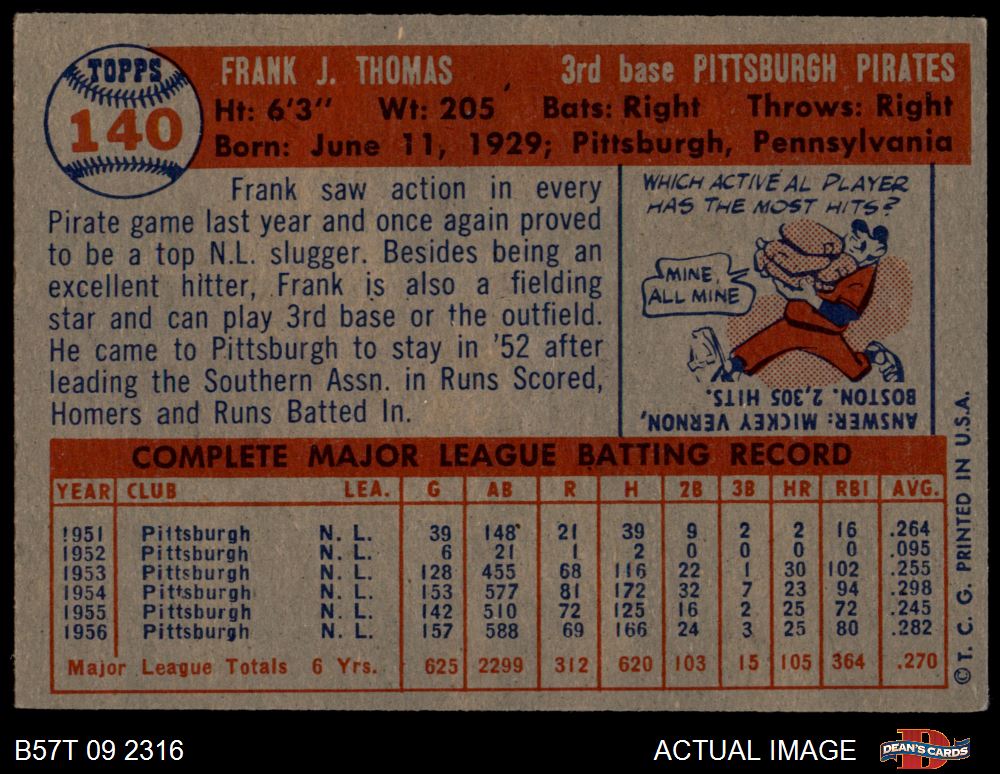 TOPPS
140
FRANK J. THOMAS 3rd base PITTSBURGH PIRATES
Ht: 6'3" Wt: 205 Bats: Right Throws: Right
Born: June 11, 1929; Pittsburgh, Pennsylvania
Frank saw action in every
Pirate game last year and once again proved
to be a top N.L. slugger. Besides being an
excellent hitter, Frank is also a fielding
star and can play 3rd base or the outfield.
He came to Pittsburgh to stay in '52 after
leading the Southern Assn. in Runs Scored,
Homers and Runs Batted In.
WHICH ACTIVE AL PLAYER
HAS THE MOST HITS?
MINE,
ALL MINE
ANSWER: MICKEY VERNON,
BOSTON. 2,305 HITS.
COMPLETE MAJOR LEAGUE BATTING RECORD
YEAR CLUB LEA. G AB R H 2B 3B HR RBI AVG.
1951 Pittsburgh N. L. 39 148 21 39 9 2 2 16 .264
1952 Pittsburgh N. L. 6 21 1 2 0 0 0 0 .095
1953 Pittsburgh N. L. 128 455 68 116 22 1 30 102 .255
1954 Pittsburgh N. L. 153 577 81 172 32 7 23 94 .298
1955 Pittsburgh N. L. 142 510 72 125 16 2 25 72 .245
1956 Pittsburgh N. L. 157 588 69 166 24 3 25 80 .282
Major League Totals 6 Yrs. 625 2299 312 620 103 15 105 364 .270
© T. C. G. PRINTED IN U.S.A.
B57T 09 2316 ACTUAL IMAGE
DEAN'S CARDS